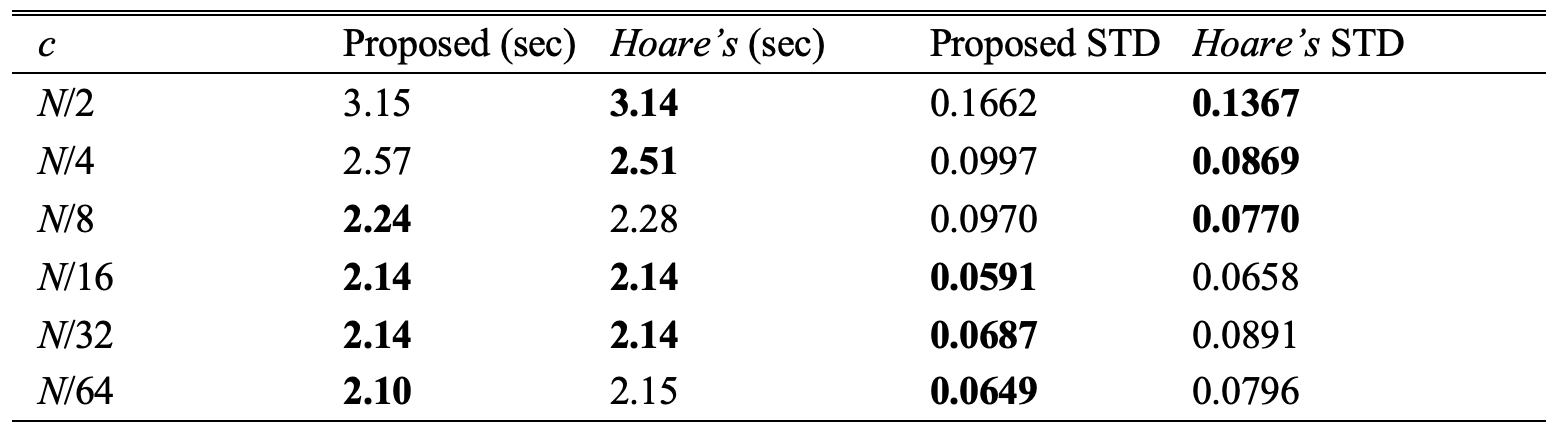 c Proposed (sec) Hoare’s (sec) Proposed STD Hoare’s STD
N/2 3.15 3.14 0.1662 0.1367
N/4 2.57 2.51 0.0997 0.0869
N/8 2.24 2.28 0.0970 0.0770
N/16 2.14 2.14 0.0591 0.0658
N/32 2.14 2.14 0.0687 0.0891
N/64 2.10 2.15 0.0649 0.0796